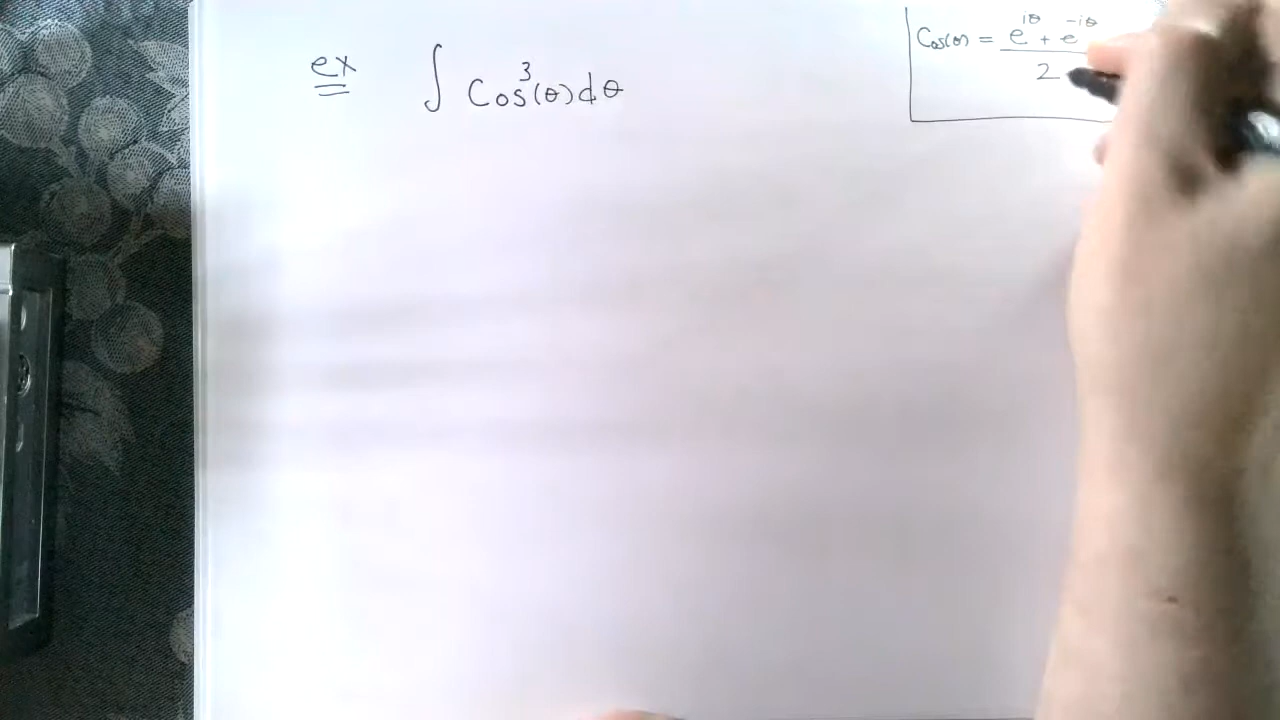 ex ∫ Cos³(θ)dθ
Cos(θ) = (e^{iθ} + e^{-iθ})/2